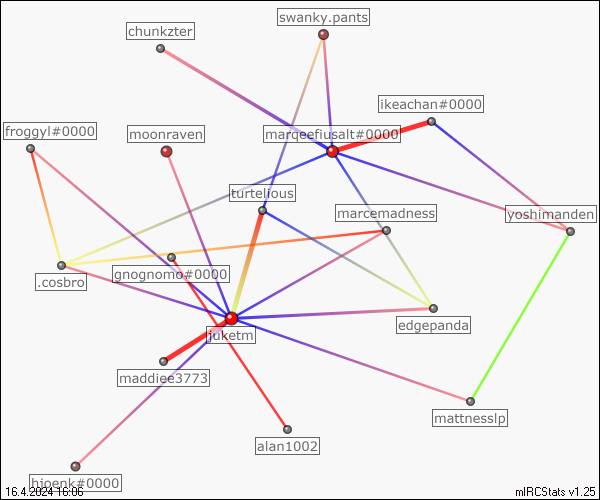 swanky.pants
chunkzter
ikeachan#0000
froggyl#0000
moonraven
marqeefiusalt#0000
turtelious
marcemadness
yoshimanden
.cosbro
gnognomo#0000
edgepanda
juketm
maddiee3773
mattnesslp
alan1002
hjoenk#0000
16.4.2024 16:06
mIRCStats v1.25